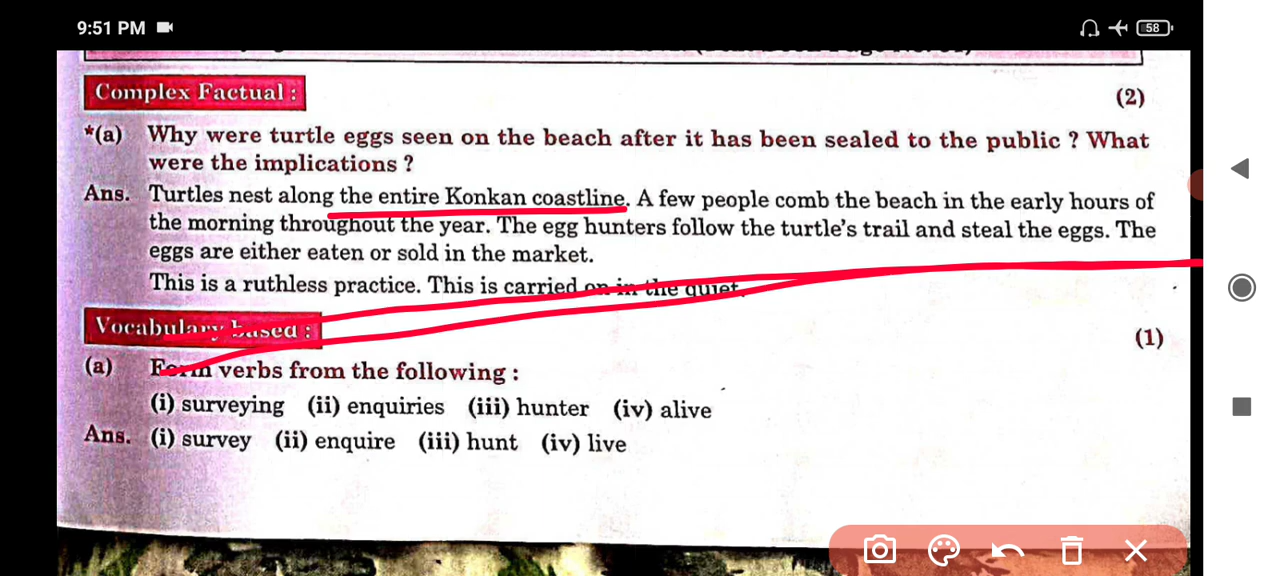 9:51 PM
58
Complex Factual :
(2)
*(a) Why were turtle eggs seen on the beach after it has been sealed to the public ? What
were the implications ?
Ans. Turtles nest along the entire Konkan coastline. A few people comb the beach in the early hours of
the morning throughout the year. The egg hunters follow the turtle's trail and steal the eggs. The
eggs are either eaten or sold in the market.
This is a ruthless practice. This is carried on in the quiet.
Vocabulary based :
(1)
(a) Form verbs from the following :
(i) surveying (ii) enquiries (iii) hunter (iv) alive
Ans. (i) survey (ii) enquire (iii) hunt (iv) live